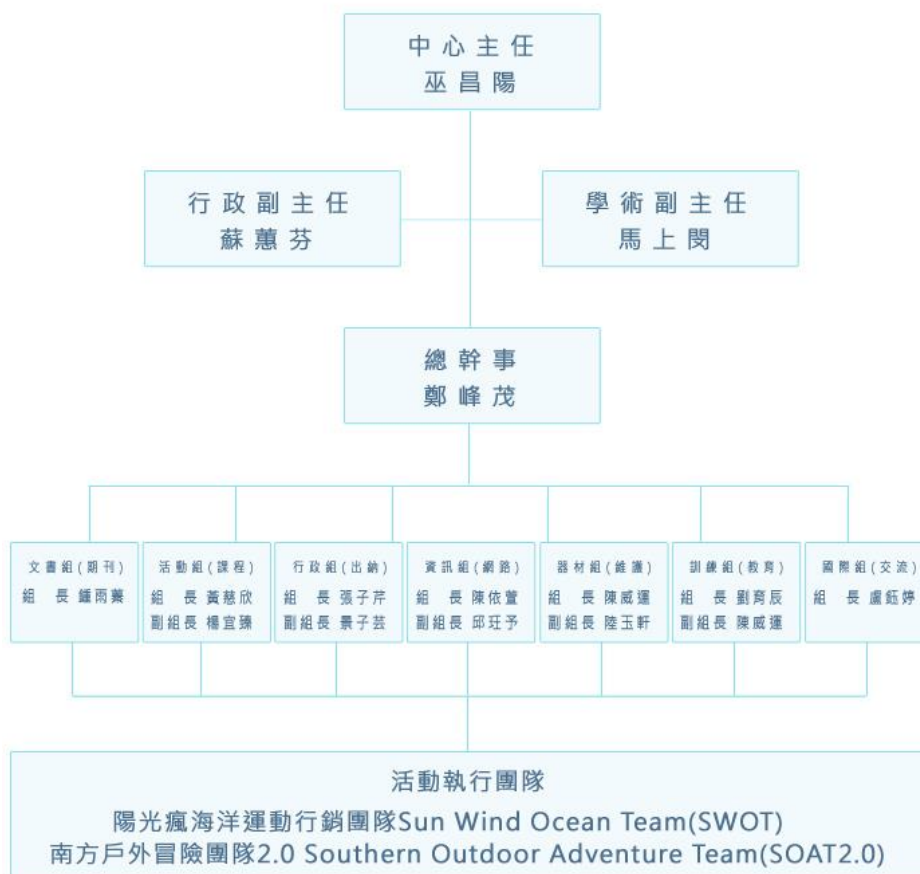 中心主任
巫昌陽
行政副主任
蘇蕙芬
學術副主任
馬上閔
總幹事
鄭峰茂
文書組(期刊)
組 長 鍾雨蓁
活動組(課程)
組 長 黃慈欣
副組長 楊宜臻
行政組(出納)
組 長 張子芹
副組長 景子芸
資訊組(網路)
組 長 陳依萱
副組長 邱玨予
器材組(維護)
組 長 陳威運
副組長 陸玉軒
訓練組(教育)
組 長 劉育辰
副組長 陳威運
國際組(交流)
組 長 盧鈺婷
活動執行團隊
陽光瘋海洋運動行銷團隊Sun Wind Ocean Team(SWOT)
南方戶外冒險團隊2.0 Southern Outdoor Adventure Team(SOAT2.0)